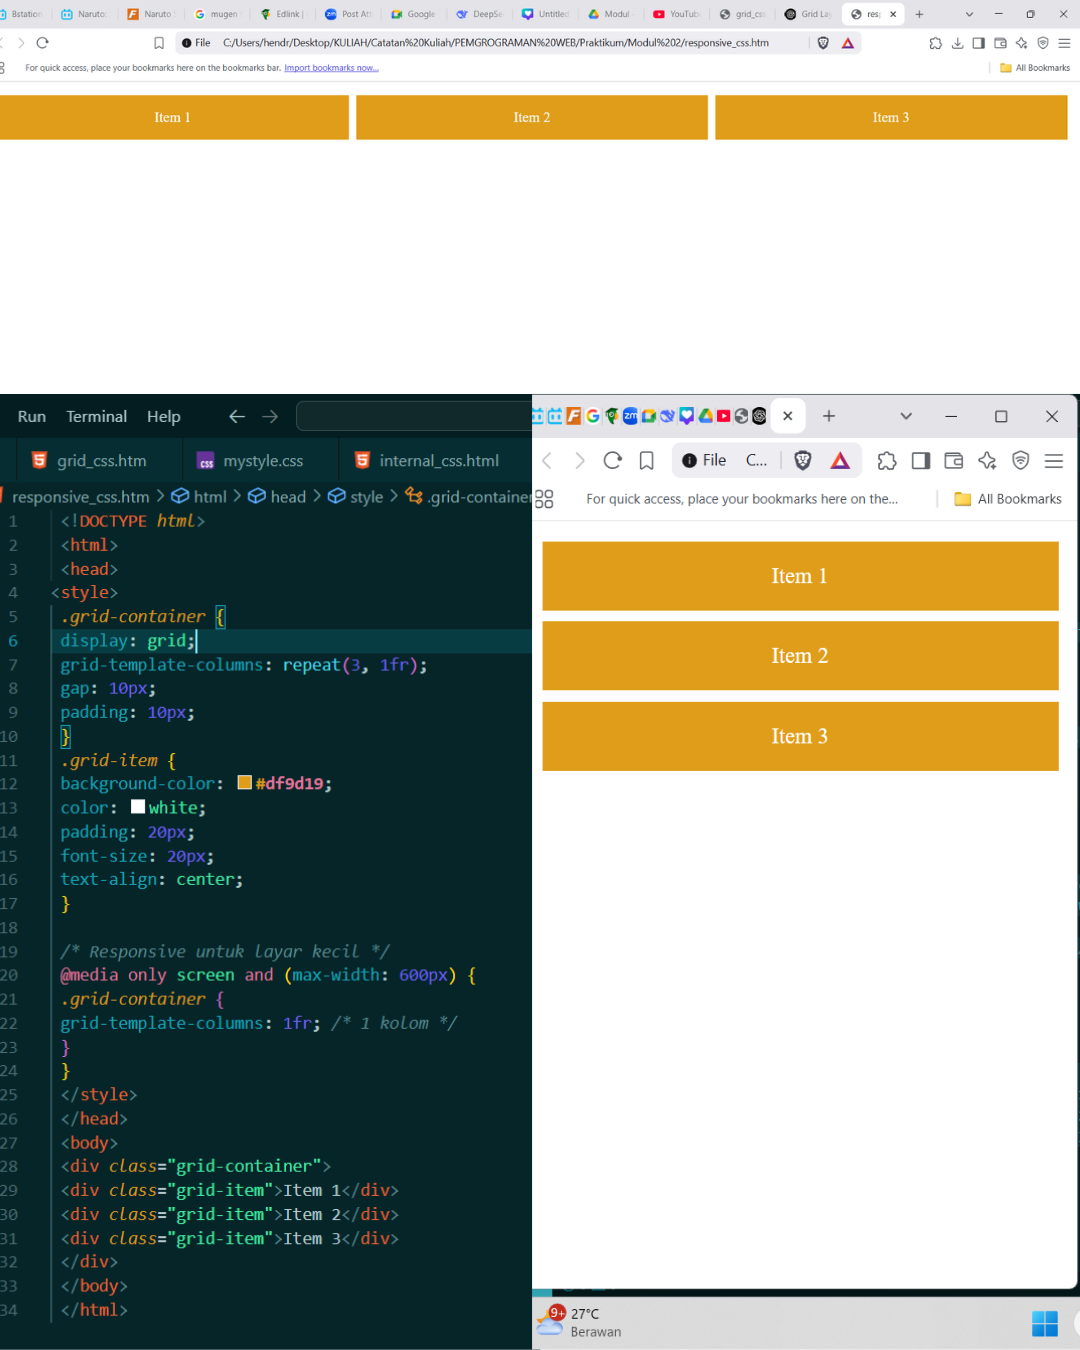 Bstation
Naruto:
Naruto
mugen
Edlink |
Post Att
Google
DeepSe
Untitled
Modul
YouTub
grid_css
Grid Lay
res
File C:/Users/hendr/Desktop/KULIAH/Catatan%20Kuliah/PEMGROGRAMAN%20WEB/Praktikum/Modul%202/responsive_css.htm
For quick access, place your bookmarks here on the bookmarks bar. Import bookmarks now...
All Bookmarks
Item 1
Item 2
Item 3
Run Terminal Help
grid_css.htm
mystyle.css
internal_css.html
responsive_css.htm > html > head > style > .grid-container
1 <!DOCTYPE html>
2 <html>
3 <head>
4 <style>
5 .grid-container {
6 display: grid;
7 grid-template-columns: repeat(3, 1fr);
8 gap: 10px;
9 padding: 10px;
10 }
11 .grid-item {
12 background-color: #df9d19;
13 color: white;
14 padding: 20px;
15 font-size: 20px;
16 text-align: center;
17 }
18
19 /* Responsive untuk layar kecil */
20 @media only screen and (max-width: 600px) {
21 .grid-container {
22 grid-template-columns: 1fr; /* 1 kolom */
23 }
24 }
25 </style>
26 </head>
27 <body>
28 <div class="grid-container">
29 <div class="grid-item">Item 1</div>
30 <div class="grid-item">Item 2</div>
31 <div class="grid-item">Item 3</div>
32 </div>
33 </body>
34 </html>
File C...
For quick access, place your bookmarks here on the...
All Bookmarks
Item 1
Item 2
Item 3
9+
27°C
Berawan